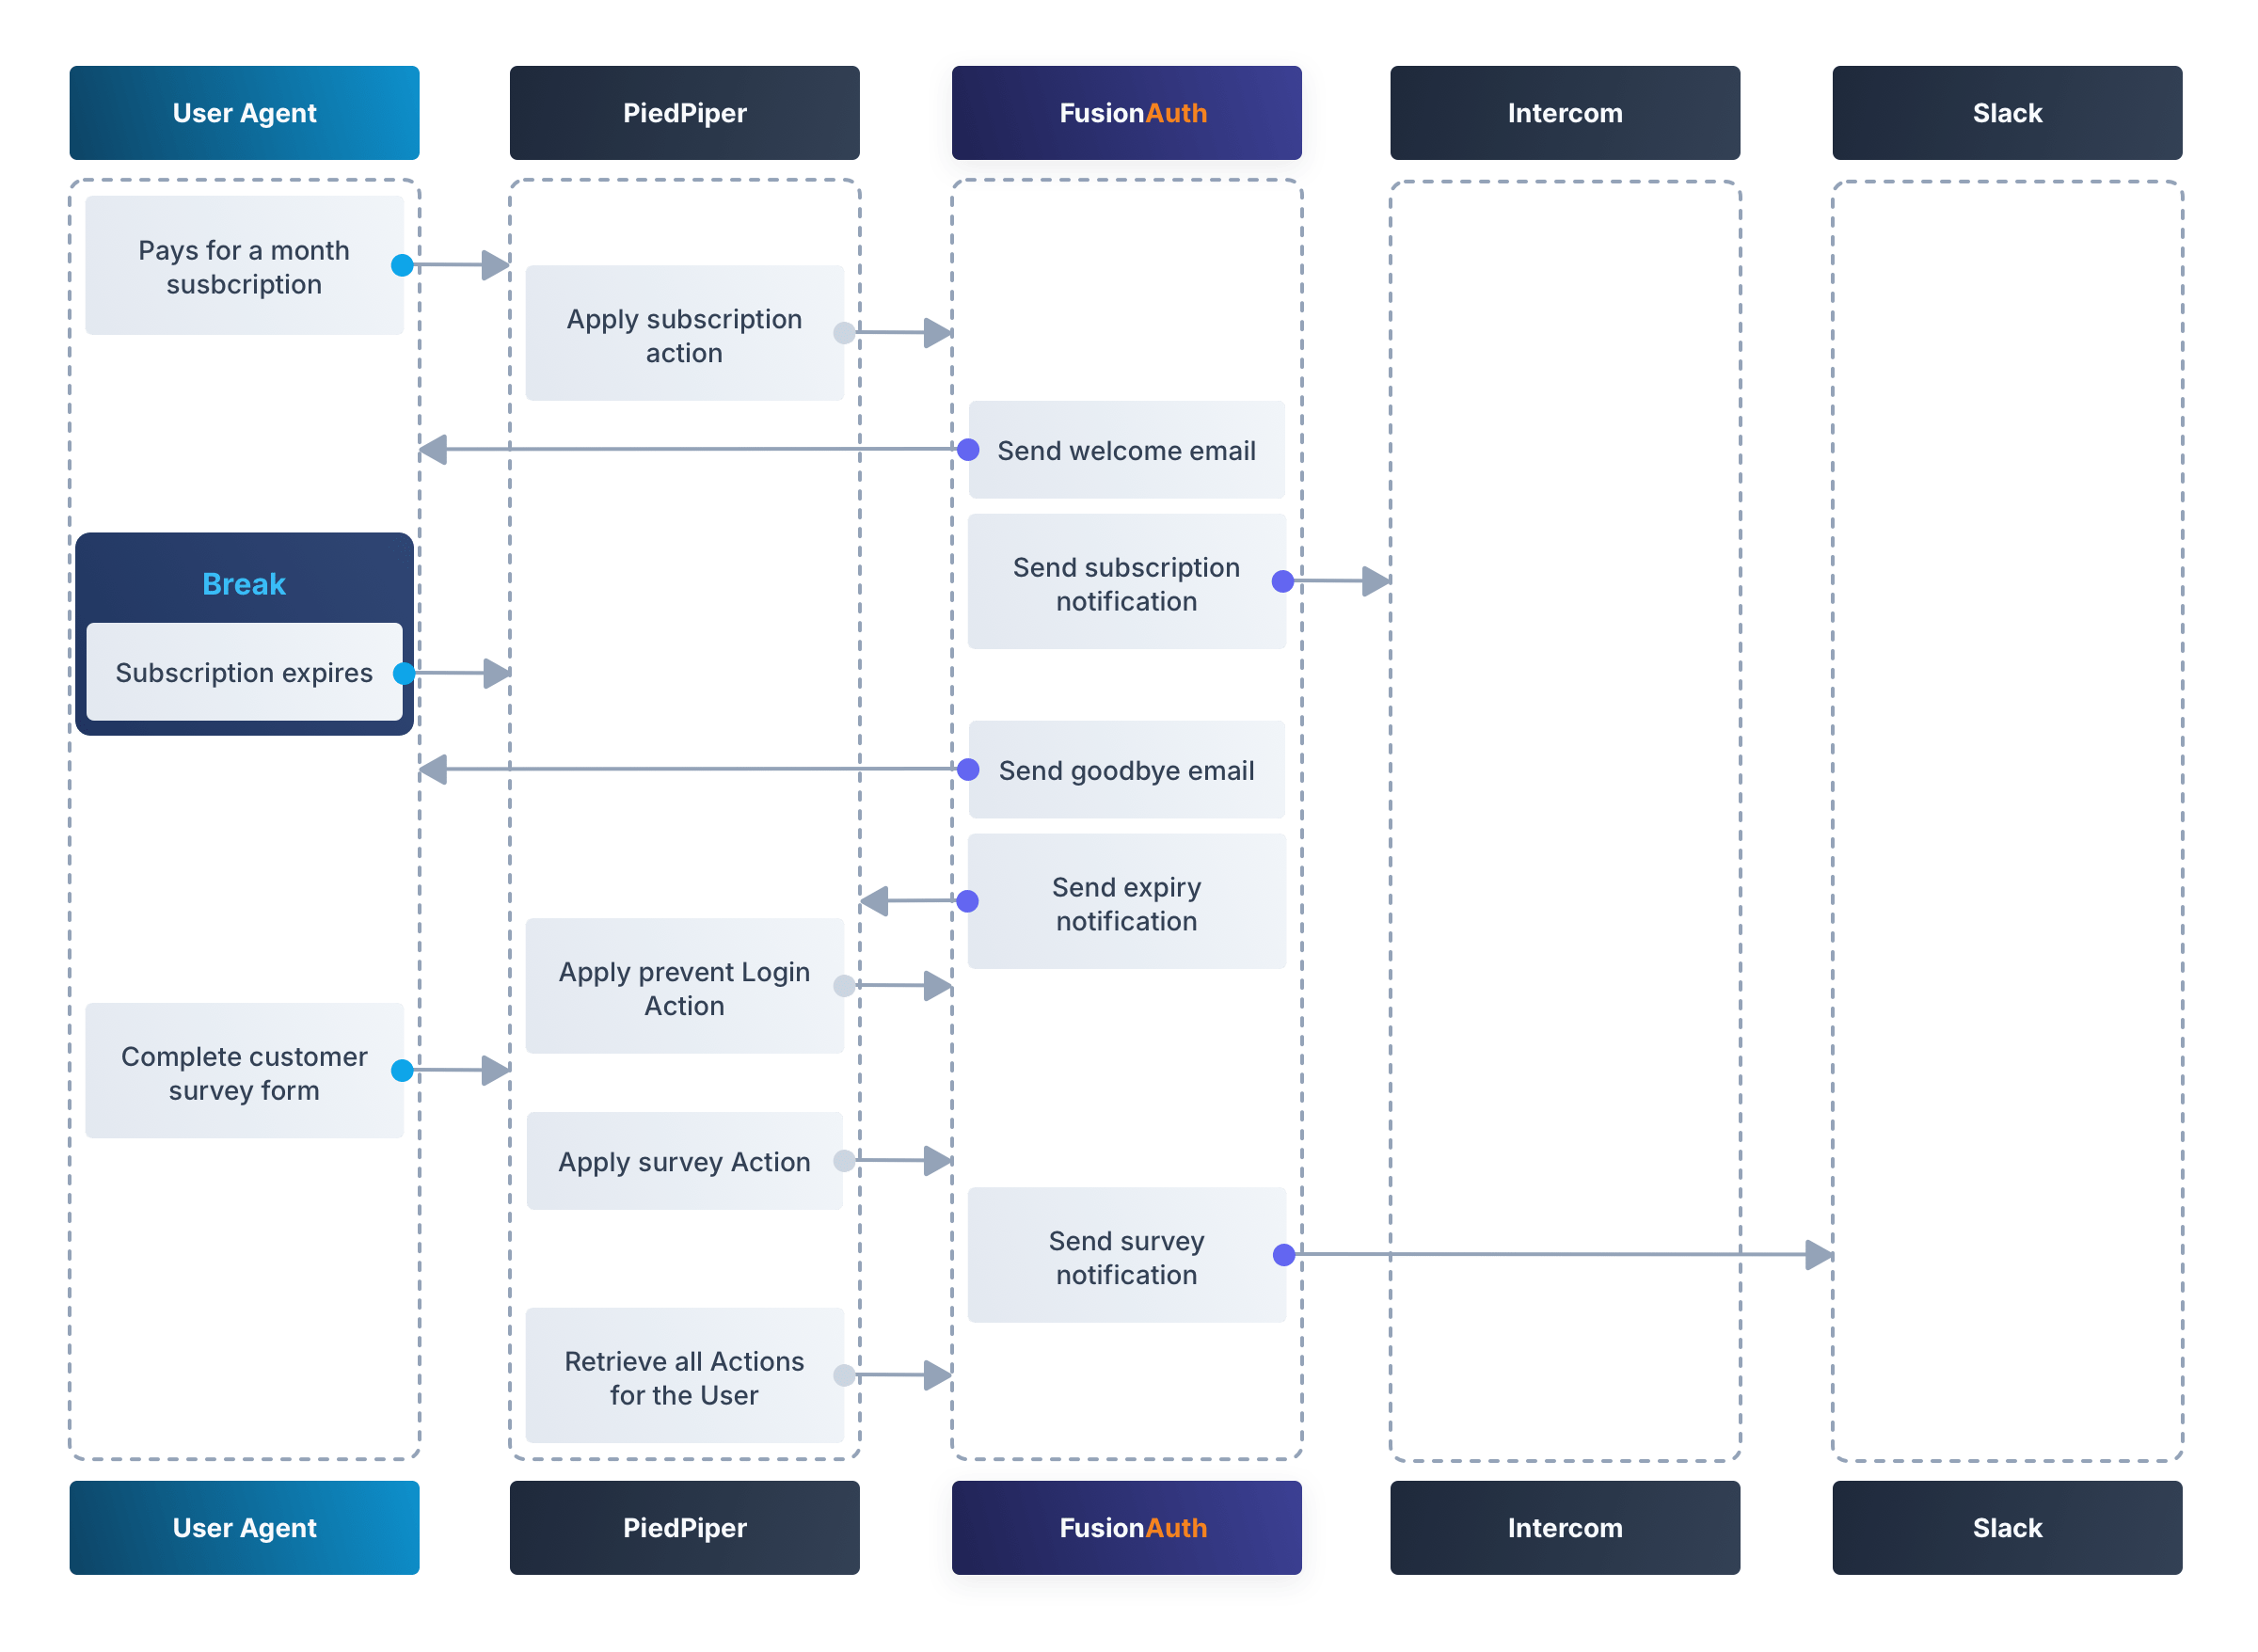 User Agent
PiedPiper
FusionAuth
Intercom
Slack
Pays for a month
susbcription
Apply subscription
action
Send welcome email
Send subscription
notification
Break
Subscription expires
Send goodbye email
Send expiry
notification
Apply prevent Login
Action
Complete customer
survey form
Apply survey Action
Send survey
notification
Retrieve all Actions
for the User
User Agent
PiedPiper
FusionAuth
Intercom
Slack